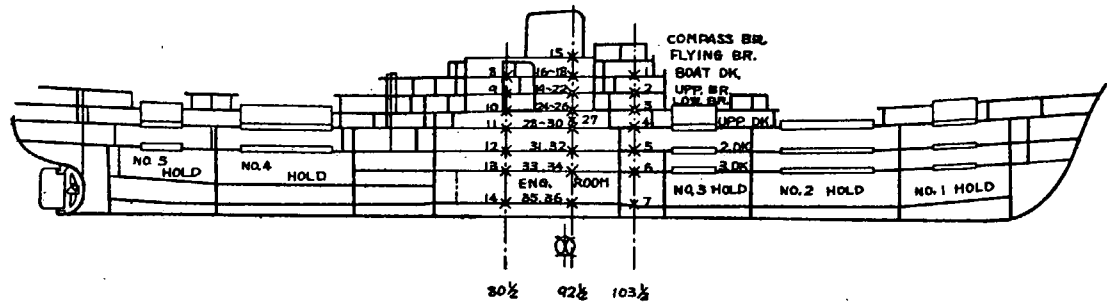 COMPASS BR.
15 FLYING BR.
8 16~18 1 BOAT DK.
9 19~22 2 UPP. BR.
10 24~26 3 LOW. BR.
11 28~30 27 4 UPP. DK
12 31.32 5 2.DK
13 33.34 6 3.DK
NO. 5 HOLD NO.4 HOLD ENG. ROOM NO.3 HOLD NO.2 HOLD NO.1 HOLD
14 35.36 7
80½ 92½ 103½